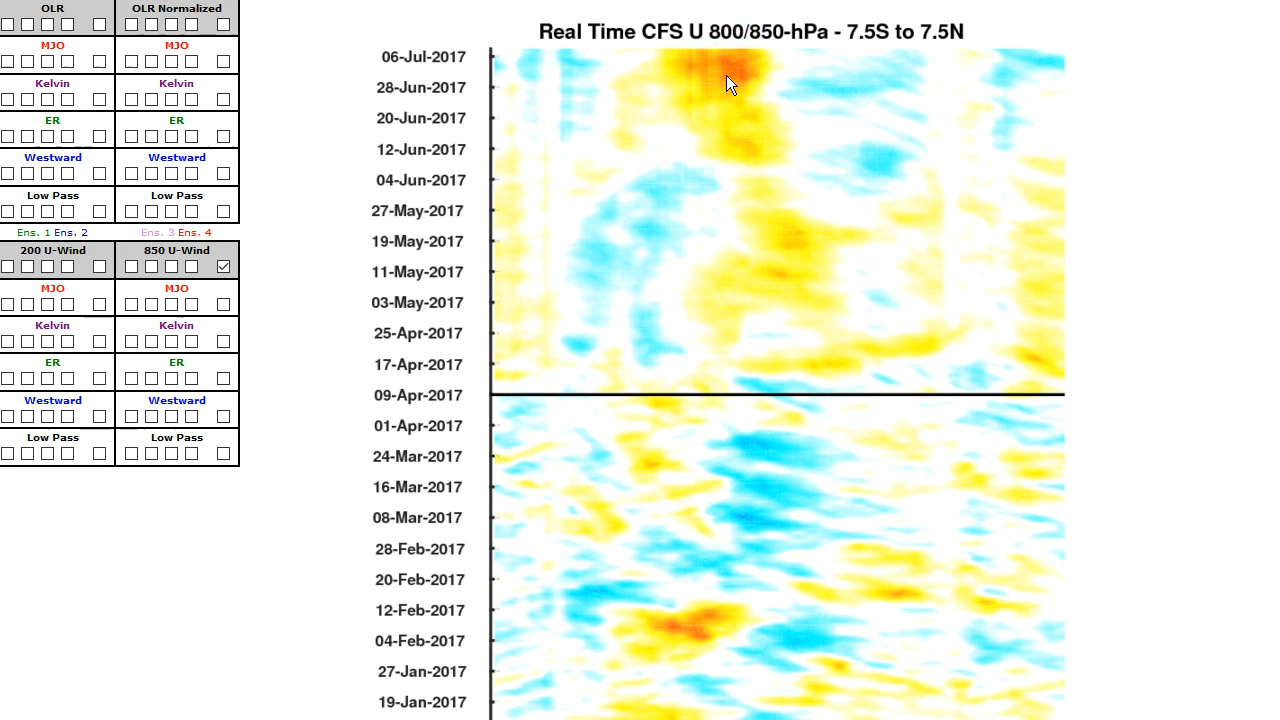 OLR
OLR Normalized
MJO
MJO
Kelvin
Kelvin
ER
ER
Westward
Westward
Low Pass
Low Pass
Ens. 1 Ens. 2
Ens. 3 Ens. 4
200 U-Wind
850 U-Wind
MJO
MJO
Kelvin
Kelvin
ER
ER
Westward
Westward
Low Pass
Low Pass
Real Time CFS U 800/850-hPa - 7.5S to 7.5N
06-Jul-2017
28-Jun-2017
20-Jun-2017
12-Jun-2017
04-Jun-2017
27-May-2017
19-May-2017
11-May-2017
03-May-2017
25-Apr-2017
17-Apr-2017
09-Apr-2017
01-Apr-2017
24-Mar-2017
16-Mar-2017
08-Mar-2017
28-Feb-2017
20-Feb-2017
12-Feb-2017
04-Feb-2017
27-Jan-2017
19-Jan-2017